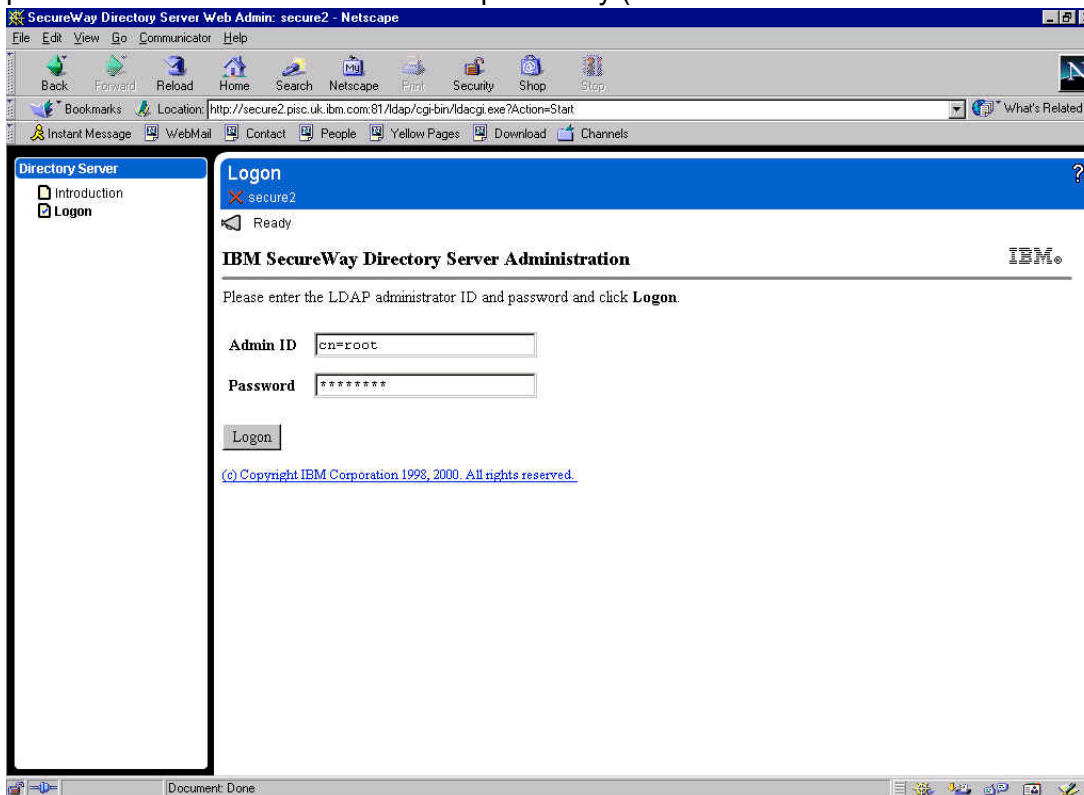 SecureWay Directory Server Web Admin: secure2 - Netscape
File Edit View Go Communicator Help
Back Forward Reload Home Search Netscape Print Security Shop Stop
Bookmarks Location: http://secure2.pisc.uk.ibm.com:81/ldap/cgi-bin/ldacgi.exe?Action=Start What's Related
Instant Message WebMail Contact People Yellow Pages Download Channels
Directory Server
Introduction
Logon
Logon
secure2
Ready
IBM SecureWay Directory Server Administration IBM®
Please enter the LDAP administrator ID and password and click Logon.
Admin ID cn=root
Password ********
Logon
(c) Copyright IBM Corporation 1998, 2000. All rights reserved.
Document: Done